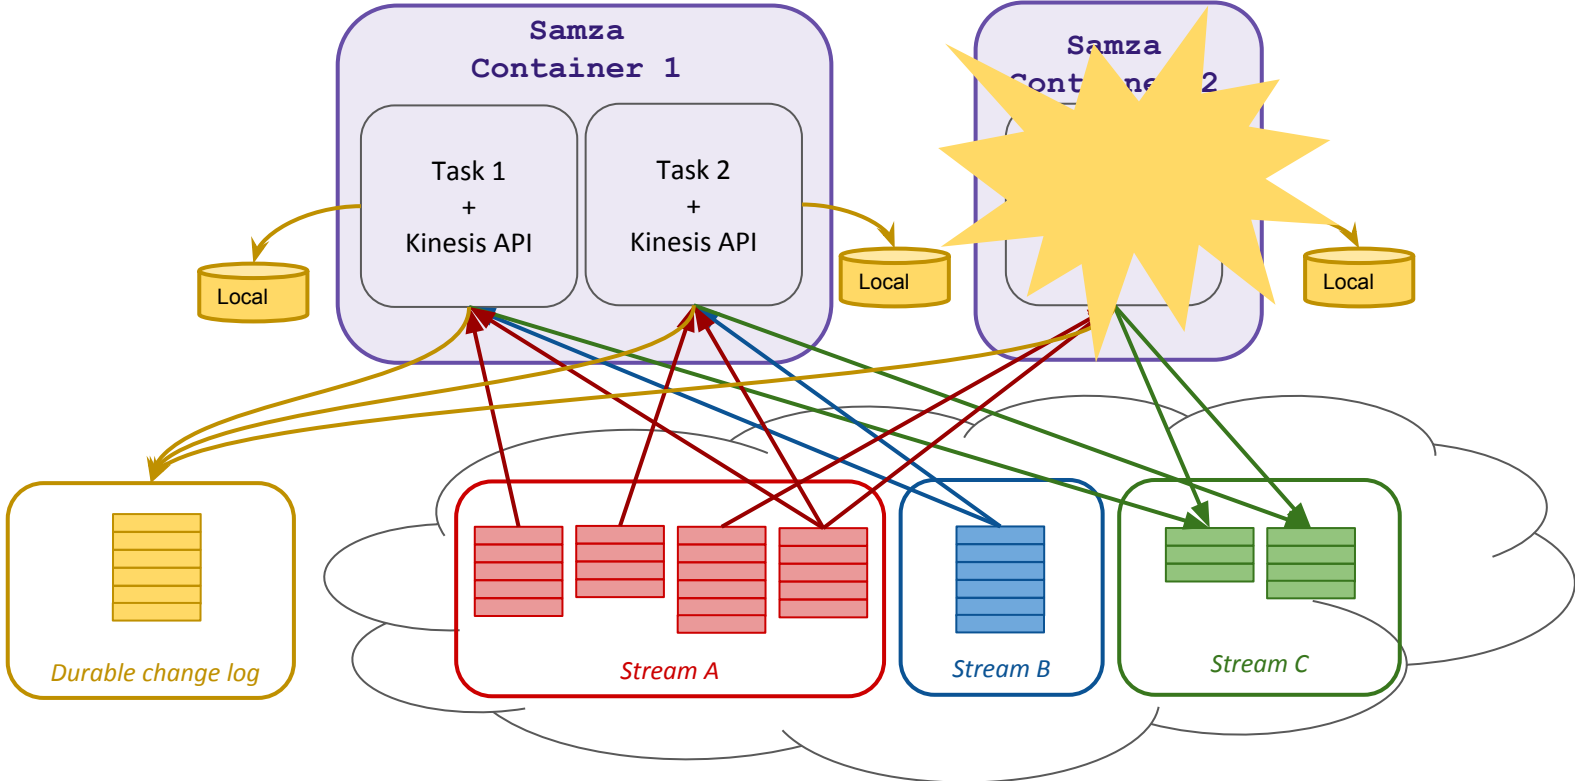 Samza
Container 1
Samza
2
Task 1
+
Kinesis API
Task 2
+
Kinesis API
Local
Local
Local
Durable change log
Stream A
Stream B
Stream C